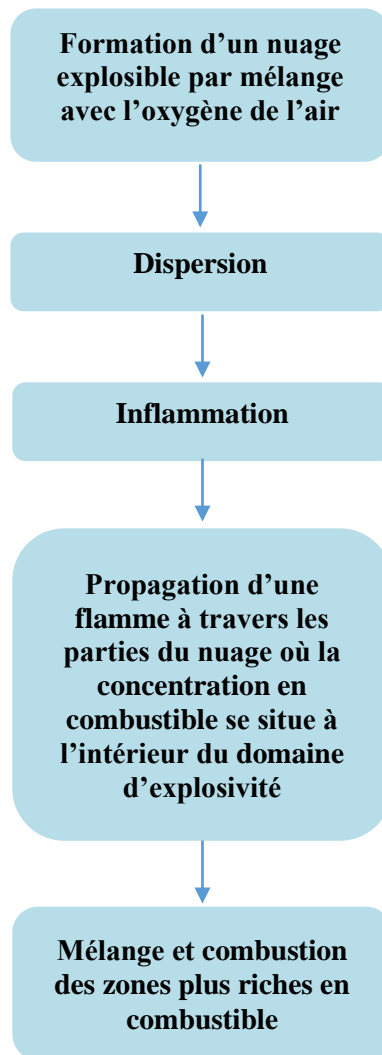 Formation d’un nuage
explosible par mélange
avec l’oxygène de l’air
Dispersion
Inflammation
Propagation d’une
flamme à travers les
parties du nuage où la
concentration en
combustible se situe à
l’intérieur du domaine
d’explosivité
Mélange et combustion
des zones plus riches en
combustible